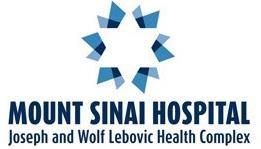 MOUNT SINAI HOSPITAL
Joseph and Wolf Lebovic Health Complex